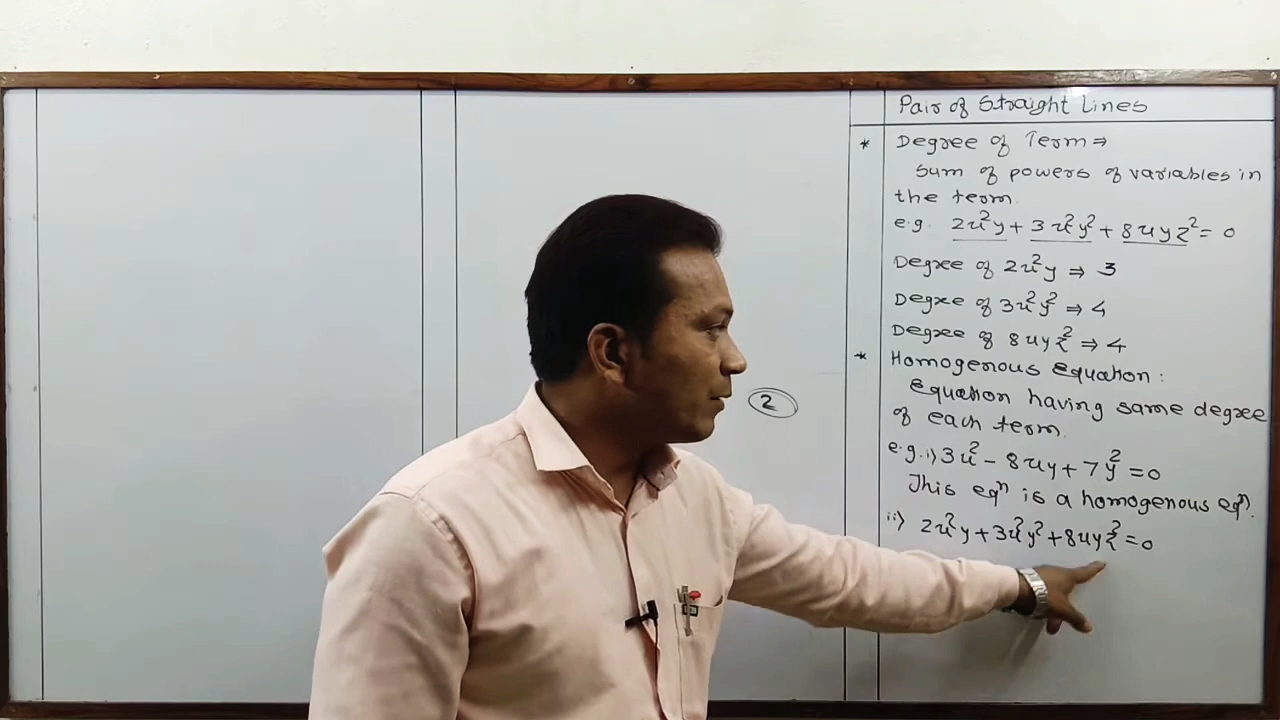 Pair of Straight Lines
* Degree of Term ⇒
Sum of powers of variables in
the term.
e.g. 2x²y + 3x²y² + 8xyz² = 0
Degree of 2x²y ⇒ 3
Degree of 3x²y² ⇒ 4
Degree of 8xyz² ⇒ 4
* Homogenous Equation:
Equation having same degree
of each term.
e.g. i) 3x² - 8xy + 7y² = 0
This eqⁿ is a homogenous eqⁿ.
ii) 2x²y + 3x²y² + 8xyz² = 0
2